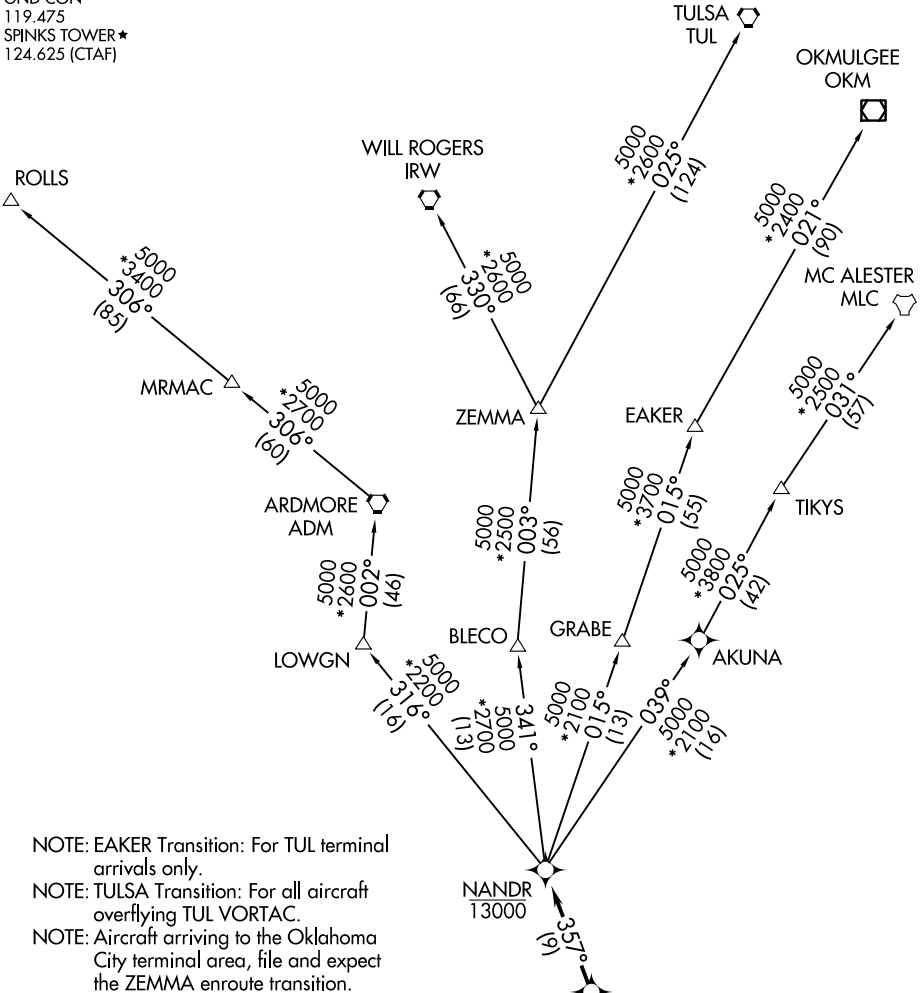 119.475
SPINKS TOWER★
124.625 (CTAF)
TULSA
TUL
OKMULGEE
OKM
WILL ROGERS
IRW
ROLLS
5000
*2600
025°
(124)
5000
*2400
021°
(90)
5000
*3400
306°
(85)
5000
*2600
330°
(66)
MC ALESTER
MLC
MRMAC
5000
*2700
306°
(60)
ZEMMA
EAKER
5000
*2500
031°
(57)
ARDMORE
ADM
TIKYS
5000
*2500
003°
(56)
5000
*3700
015°
(55)
5000
*2600
002°
(46)
5000
*3800
025°
(42)
LOWGN
BLECO
GRABE
AKUNA
5000
*2200
316°
(16)
341°
5000
*2700
(13)
5000
*2100
015°
(13)
039°
5000
*2100
(16)
NANDR
13000
357°
(9)
NOTE: EAKER Transition: For TUL terminal
arrivals only.
NOTE: TULSA Transition: For all aircraft
overflying TUL VORTAC.
NOTE: Aircraft arriving to the Oklahoma
City terminal area, file and expect
the ZEMMA enroute transition.